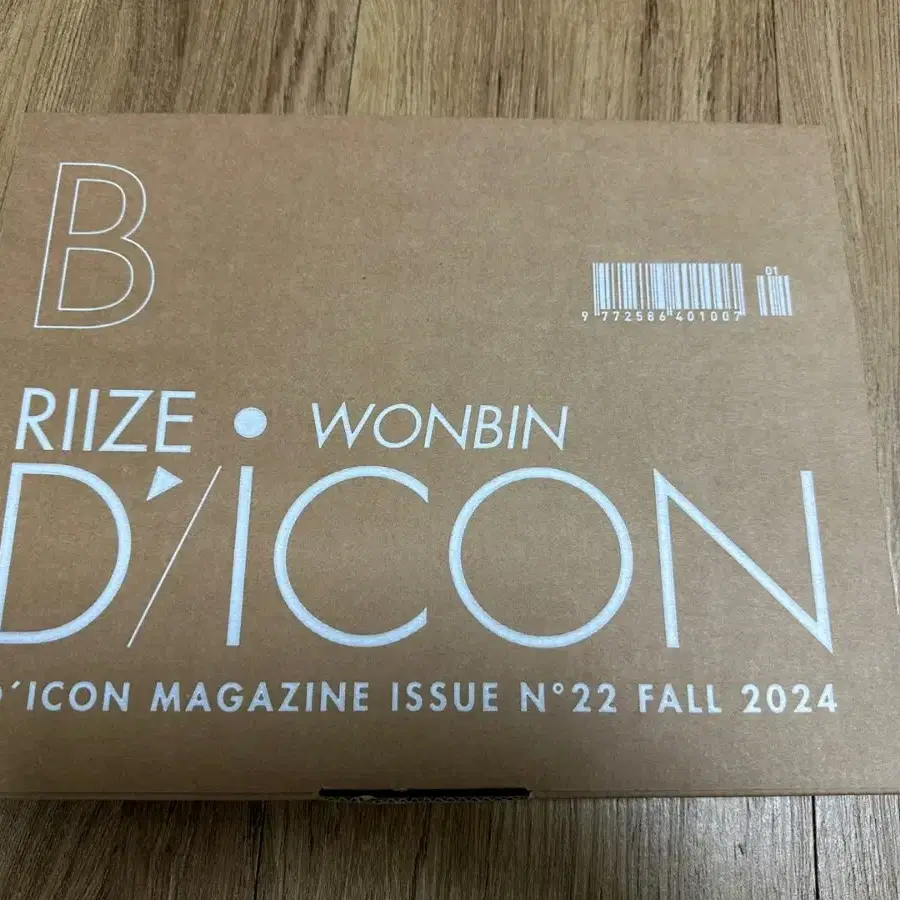 B
01
9 772586 401007
RIIZE • WONBIN
D'/iCON
D'ICON MAGAZINE ISSUE N°22 FALL 2024